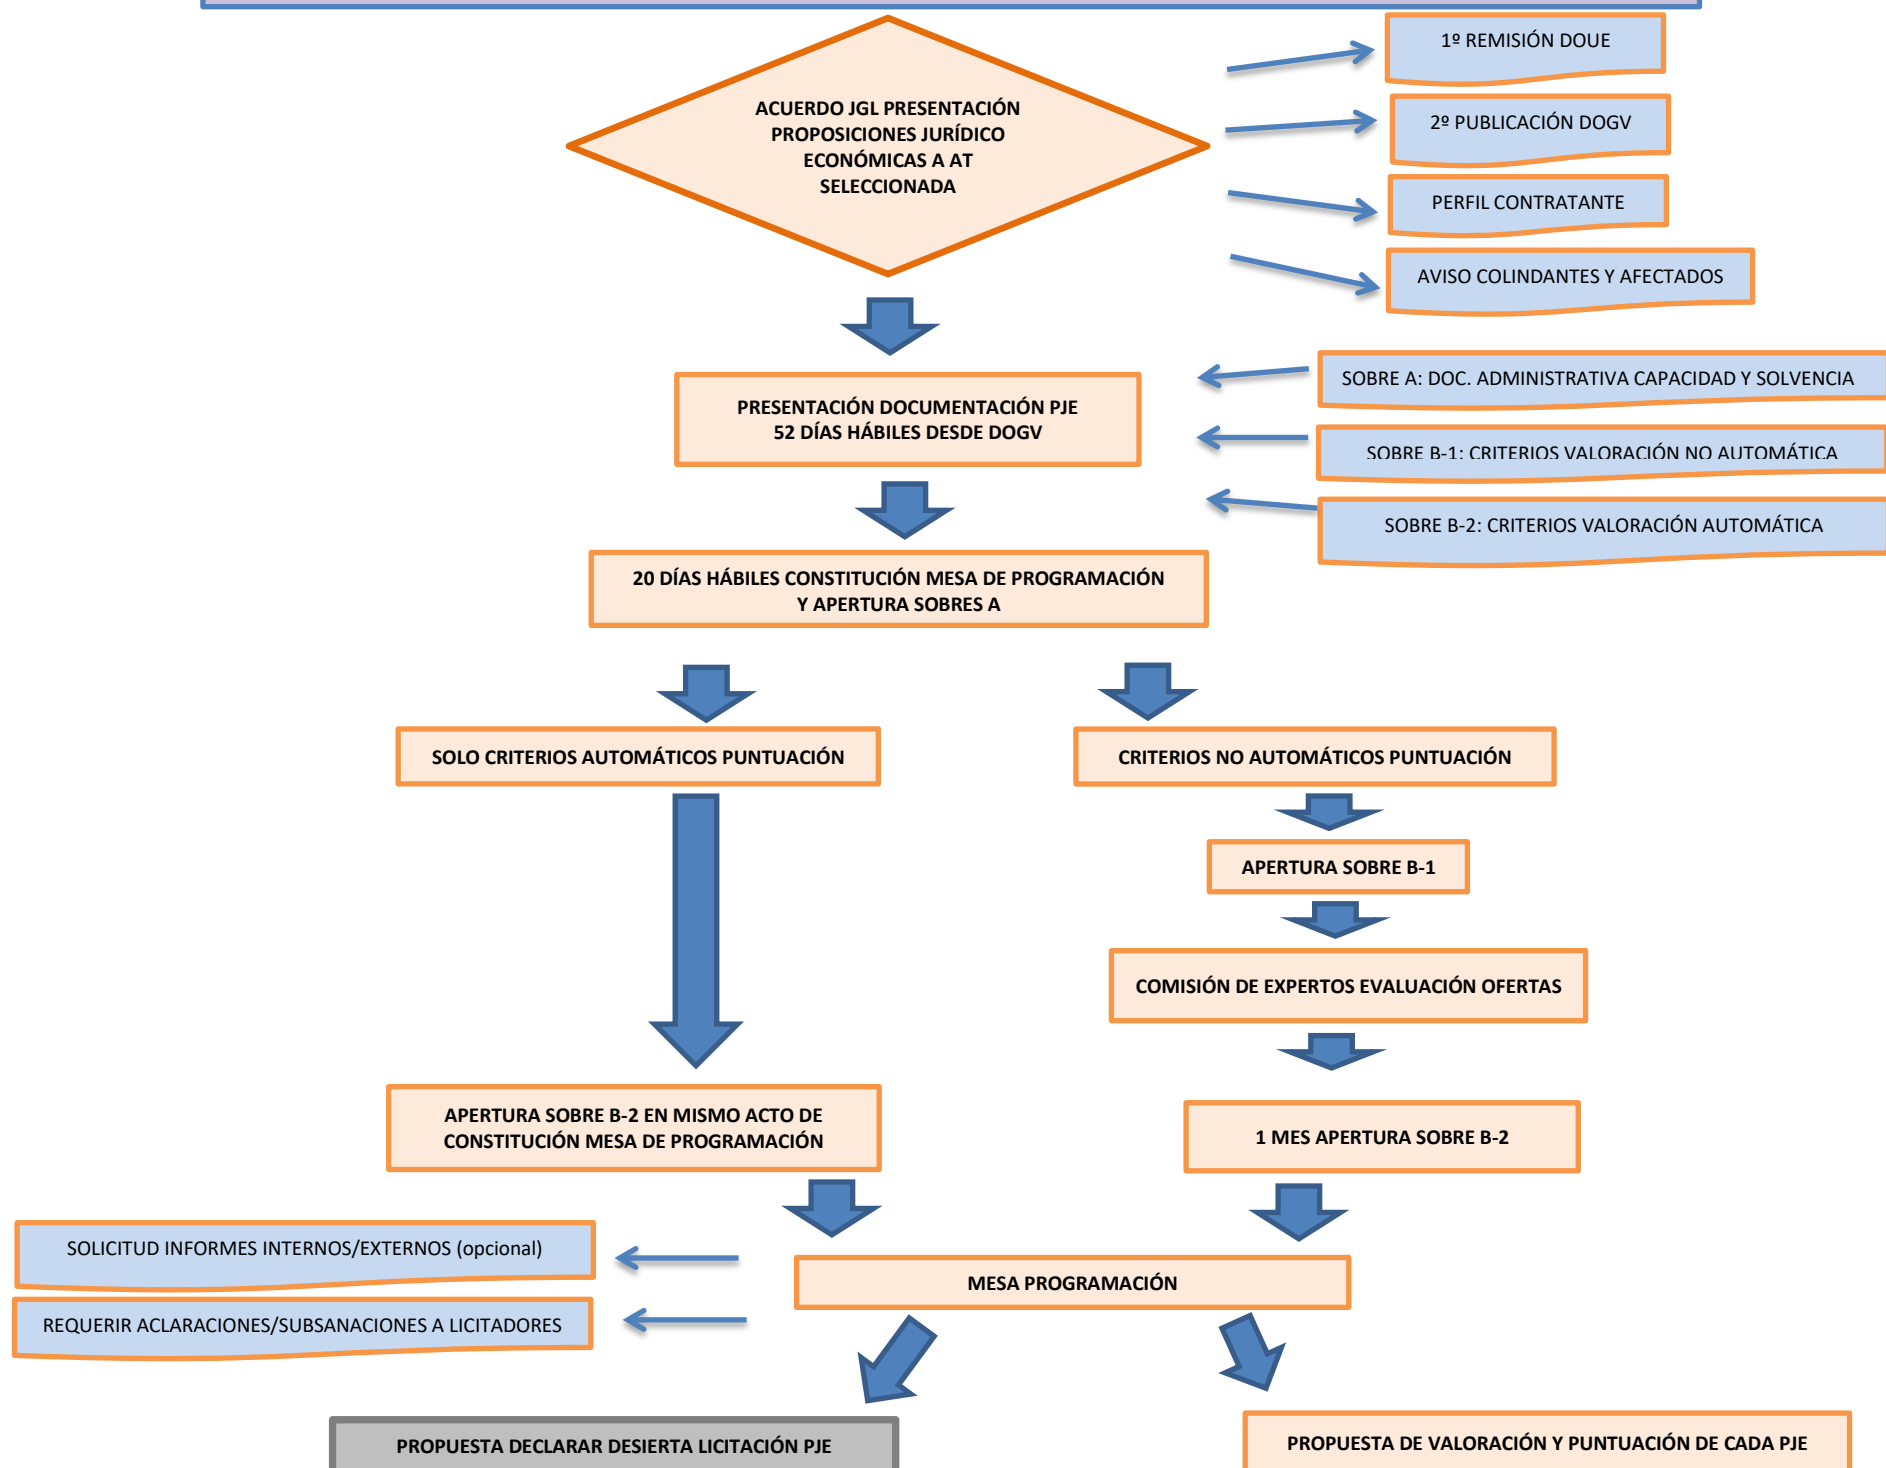 1º REMISIÓN DOUE
ACUERDO JGL PRESENTACIÓN
PROPOSICIONES JURÍDICO
ECONÓMICAS A AT
SELECCIONADA
2º PUBLICACIÓN DOGV
PERFIL CONTRATANTE
AVISO COLINDANTES Y AFECTADOS
PRESENTACIÓN DOCUMENTACIÓN PJE
52 DÍAS HÁBILES DESDE DOGV
SOBRE A: DOC. ADMINISTRATIVA CAPACIDAD Y SOLVENCIA
SOBRE B-1: CRITERIOS VALORACIÓN NO AUTOMÁTICA
SOBRE B-2: CRITERIOS VALORACIÓN AUTOMÁTICA
20 DÍAS HÁBILES CONSTITUCIÓN MESA DE PROGRAMACIÓN
Y APERTURA SOBRES A
SOLO CRITERIOS AUTOMÁTICOS PUNTUACIÓN
CRITERIOS NO AUTOMÁTICOS PUNTUACIÓN
APERTURA SOBRE B-1
COMISIÓN DE EXPERTOS EVALUACIÓN OFERTAS
APERTURA SOBRE B-2 EN MISMO ACTO DE
CONSTITUCIÓN MESA DE PROGRAMACIÓN
1 MES APERTURA SOBRE B-2
SOLICITUD INFORMES INTERNOS/EXTERNOS (opcional)
MESA PROGRAMACIÓN
REQUERIR ACLARACIONES/SUBSANACIONES A LICITADORES
PROPUESTA DECLARAR DESIERTA LICITACIÓN PJE
PROPUESTA DE VALORACIÓN Y PUNTUACIÓN DE CADA PJE